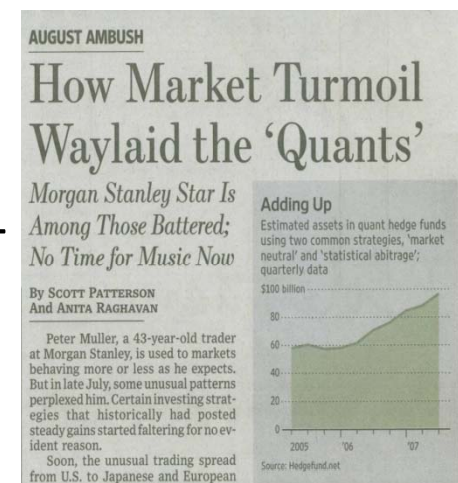 AUGUST AMBUSH
How Market Turmoil
Waylaid the ‘Quants’
Morgan Stanley Star Is
Among Those Battered;
No Time for Music Now
By SCOTT PATTERSON
And ANITA RAGHAVAN
Peter Muller, a 43-year-old trader
at Morgan Stanley, is used to markets
behaving more or less as he expects.
But in late July, some unusual patterns
perplexed him. Certain investing strat-
egies that historically had posted
steady gains started faltering for no ev-
ident reason.
Soon, the unusual trading spread
from U.S. to Japanese and European
Adding Up
Estimated assets in quant hedge funds
using two common strategies, ‘market
neutral’ and ‘statistical abitrage’;
quarterly data
$100 billion
80
60
40
20
0
2005 ’06 ’07
Source: Hedgefund.net